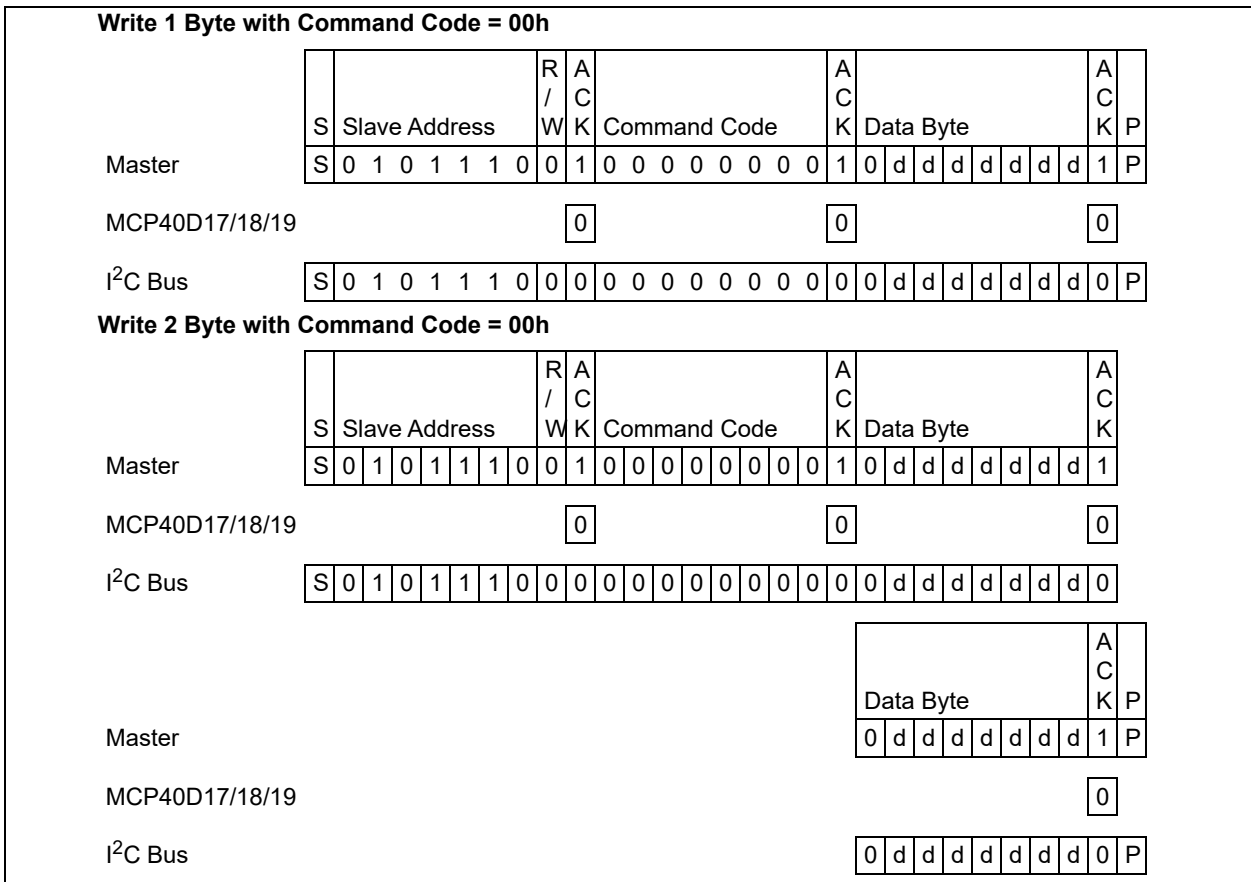 Write 1 Byte with Command Code = 00h
S Slave Address R/W ACK Command Code ACK Data Byte ACK P
Master S 0 1 0 1 1 1 0 0 1 0 0 0 0 0 0 0 0 1 0 d d d d d d d 1 P
MCP40D17/18/19 0 0 0
I2C Bus S 0 1 0 1 1 1 0 0 0 0 0 0 0 0 0 0 0 0 0 d d d d d d d 0 P
Write 2 Byte with Command Code = 00h
S Slave Address R/W ACK Command Code ACK Data Byte ACK
Master S 0 1 0 1 1 1 0 0 1 0 0 0 0 0 0 0 0 1 0 d d d d d d d 1
MCP40D17/18/19 0 0 0
I2C Bus S 0 1 0 1 1 1 0 0 0 0 0 0 0 0 0 0 0 0 0 d d d d d d d 0
Data Byte ACK P
Master 0 d d d d d d d 1 P
MCP40D17/18/19 0
I2C Bus 0 d d d d d d d 0 P